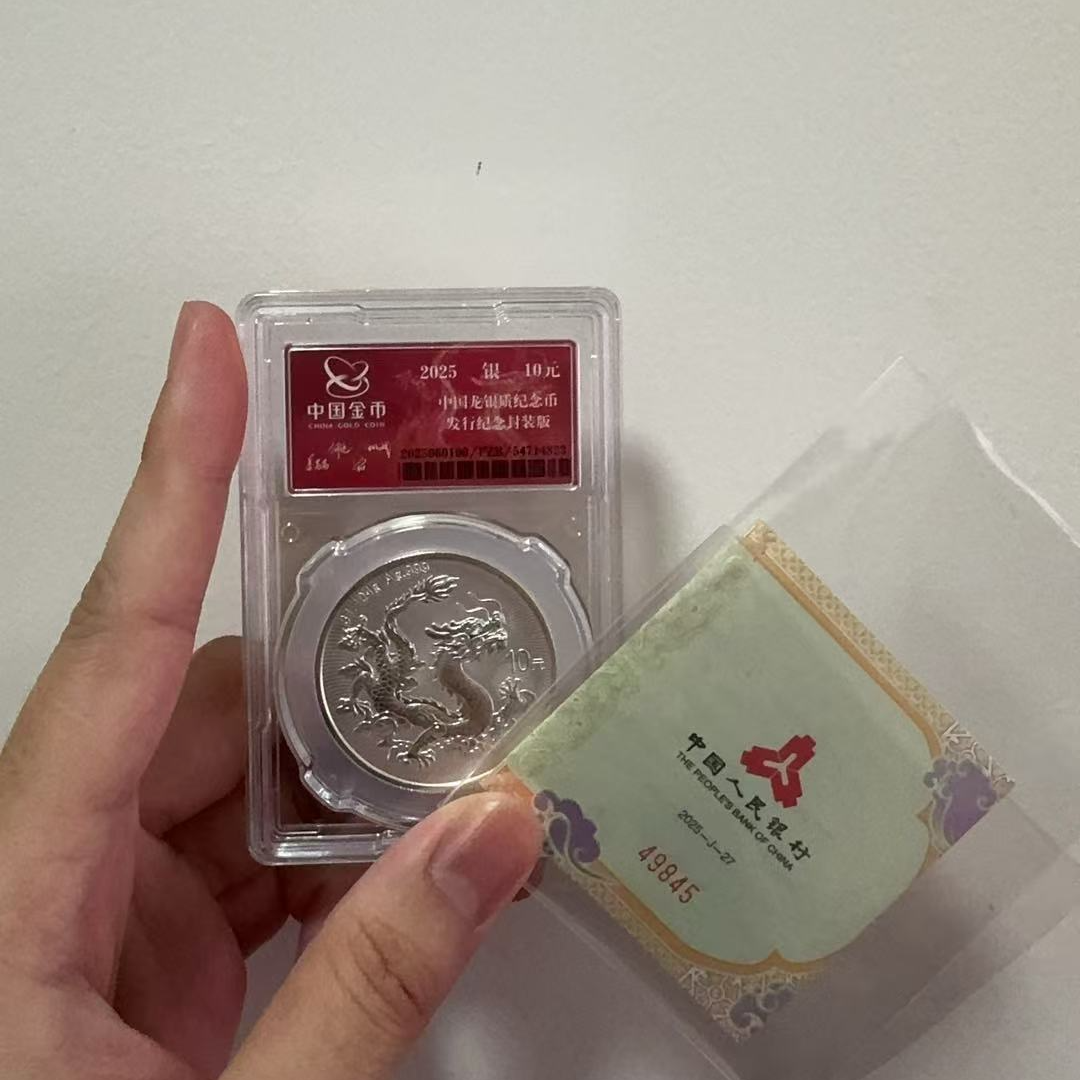 2025 银 10元
中国金币
CHINA GOLD COIN
中国龙银质纪念币
发行纪念封装版
Ag.999
10元
中国人民银行
THE PEOPLE'S BANK OF CHINA
2025—J—27
49845